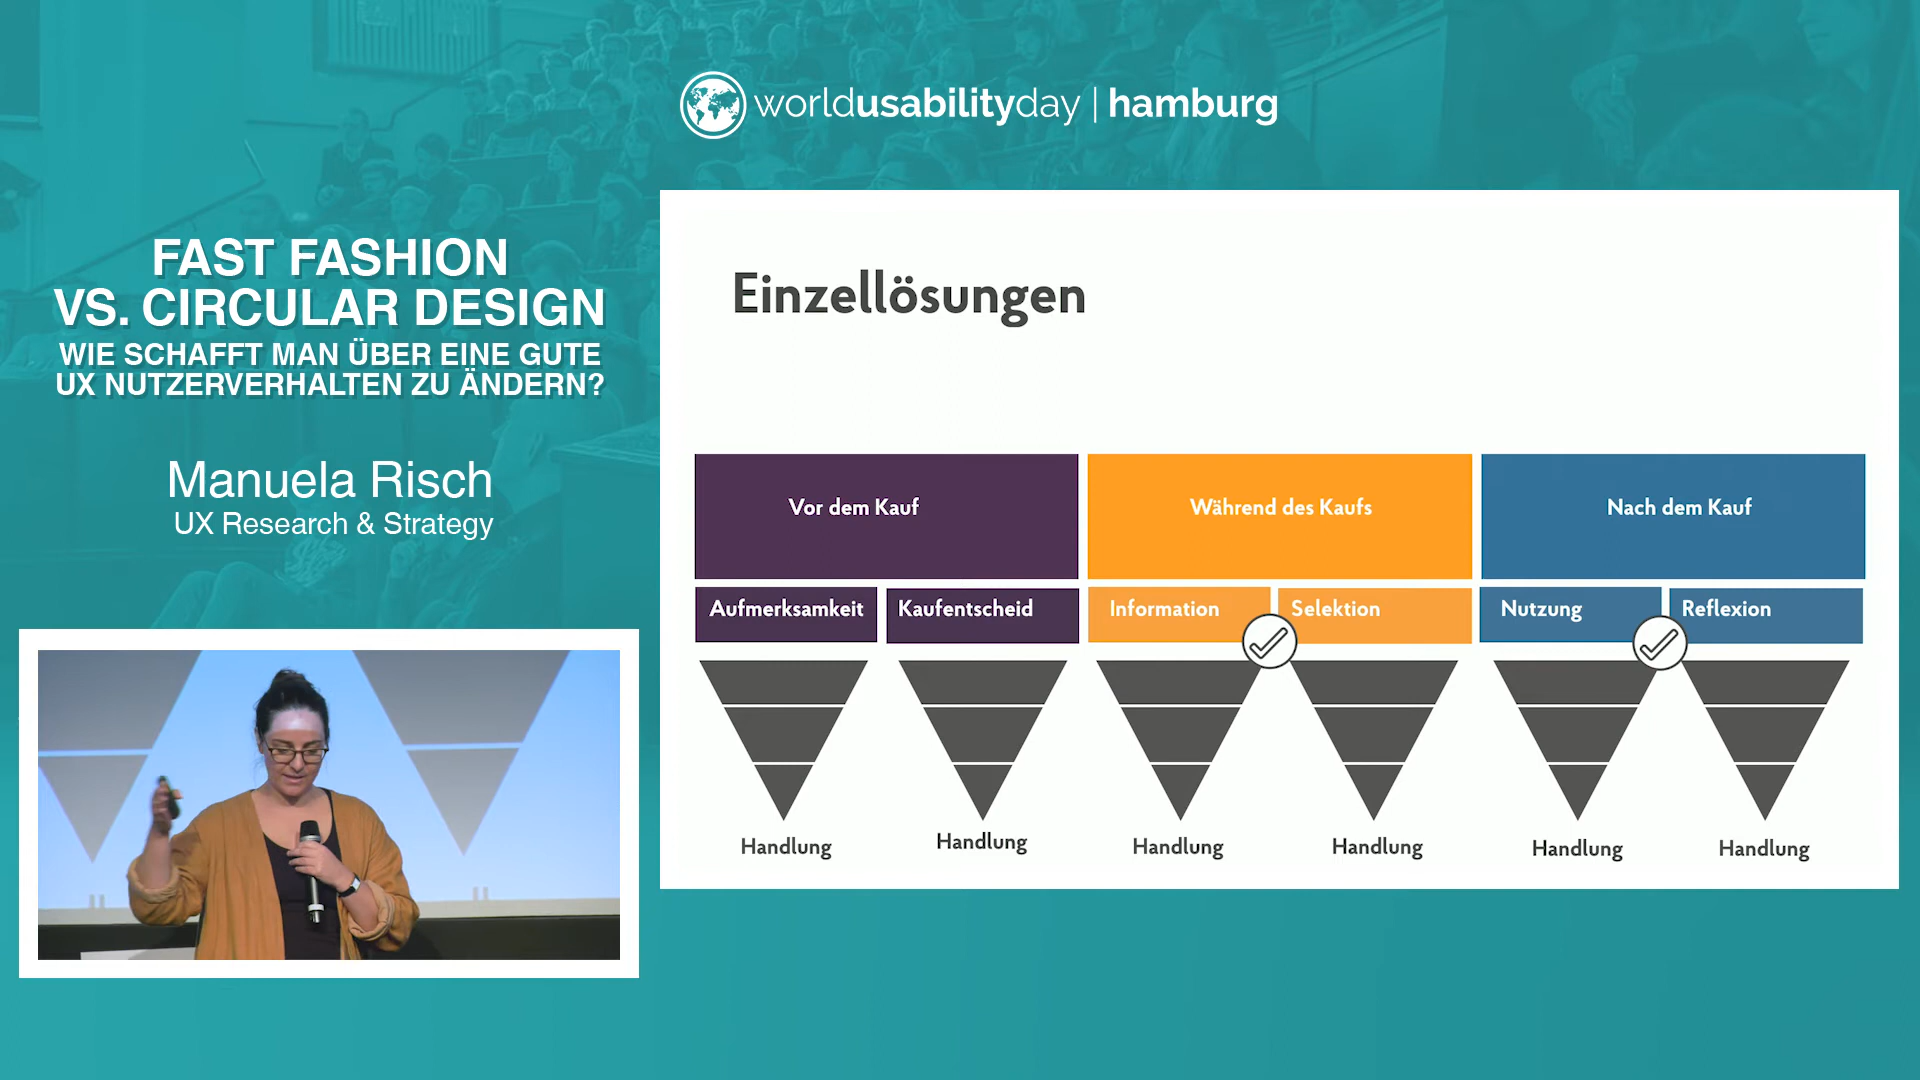 worldusabilityday | hamburg
FAST FASHION
VS. CIRCULAR DESIGN
WIE SCHAFFT MAN ÜBER EINE GUTE
UX NUTZERVERHALTEN ZU ÄNDERN?
Manuela Risch
UX Research & Strategy
Einzellösungen
Vor dem Kauf
Während des Kaufs
Nach dem Kauf
Aufmerksamkeit
Kaufentscheid
Information
Selektion
Nutzung
Reflexion
Handlung
Handlung
Handlung
Handlung
Handlung
Handlung